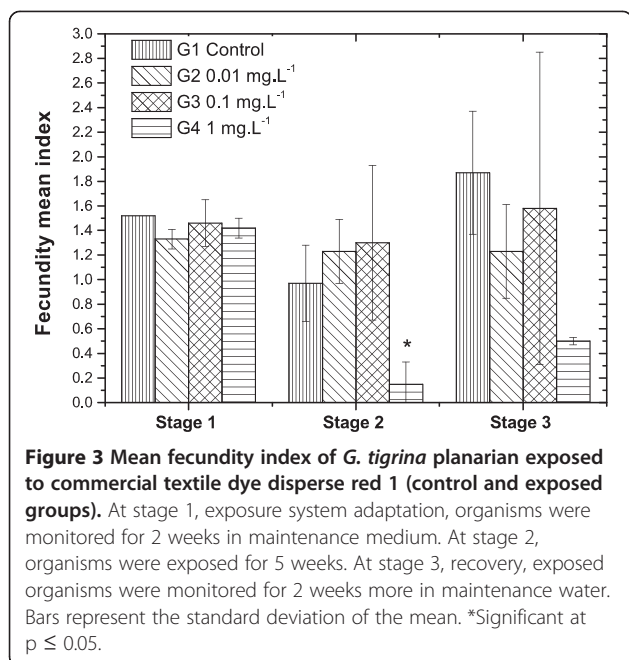 3.0
2.8
2.6
2.4
2.2
2.0
1.8
1.6
1.4
1.2
1.0
0.8
0.6
0.4
0.2
0.0
Fecundity mean index
G1 Control
G2 0.01 mg.L⁻¹
G3 0.1 mg.L⁻¹
G4 1 mg.L⁻¹
*
Stage 1 Stage 2 Stage 3
Figure 3 Mean fecundity index of G. tigrina planarian exposed
to commercial textile dye disperse red 1 (control and exposed
groups). At stage 1, exposure system adaptation, organisms were
monitored for 2 weeks in maintenance medium. At stage 2,
organisms were exposed for 5 weeks. At stage 3, recovery, exposed
organisms were monitored for 2 weeks more in maintenance water.
Bars represent the standard deviation of the mean. *Significant at
p ≤ 0.05.